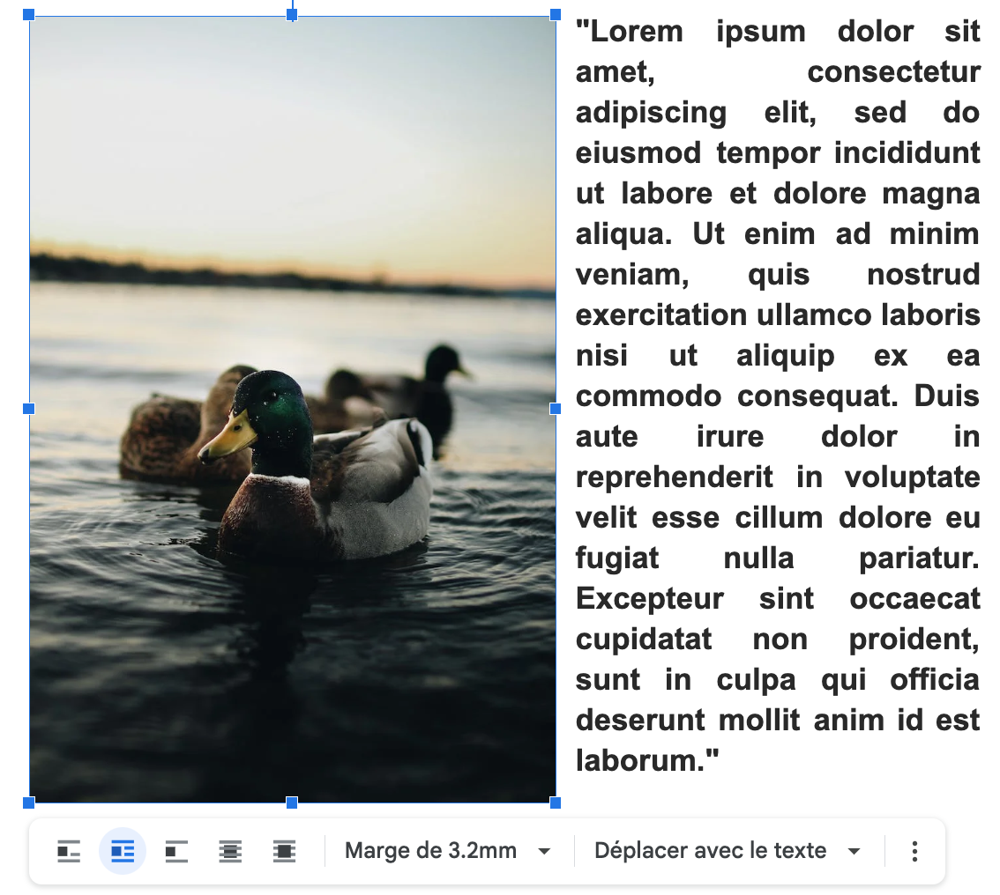 "Lorem ipsum dolor sit
amet, consectetur
adipiscing elit, sed do
eiusmod tempor incididunt
ut labore et dolore magna
aliqua. Ut enim ad minim
veniam, quis nostrud
exercitation ullamco laboris
nisi ut aliquip ex ea
commodo consequat. Duis
aute irure dolor in
reprehenderit in voluptate
velit esse cillum dolore eu
fugiat nulla pariatur.
Excepteur sint occaecat
cupidatat non proident,
sunt in culpa qui officia
deserunt mollit anim id est
laborum."
Marge de 3.2mm
Déplacer avec le texte